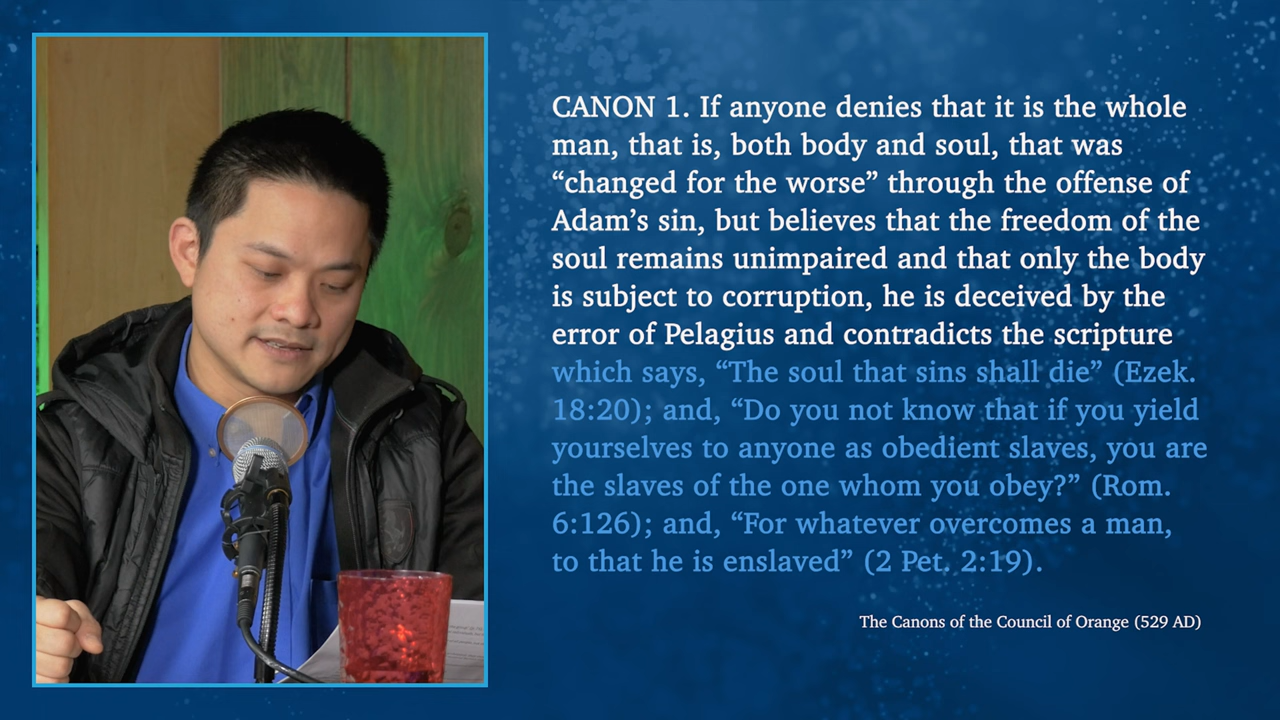 CANON 1. If anyone denies that it is the whole
man, that is, both body and soul, that was
“changed for the worse” through the offense of
Adam’s sin, but believes that the freedom of the
soul remains unimpaired and that only the body
is subject to corruption, he is deceived by the
error of Pelagius and contradicts the scripture
which says, “The soul that sins shall die” (Ezek.
18:20); and, “Do you not know that if you yield
yourselves to anyone as obedient slaves, you are
the slaves of the one whom you obey?” (Rom.
6:126); and, “For whatever overcomes a man,
to that he is enslaved” (2 Pet. 2:19).
The Canons of the Council of Orange (529 AD)